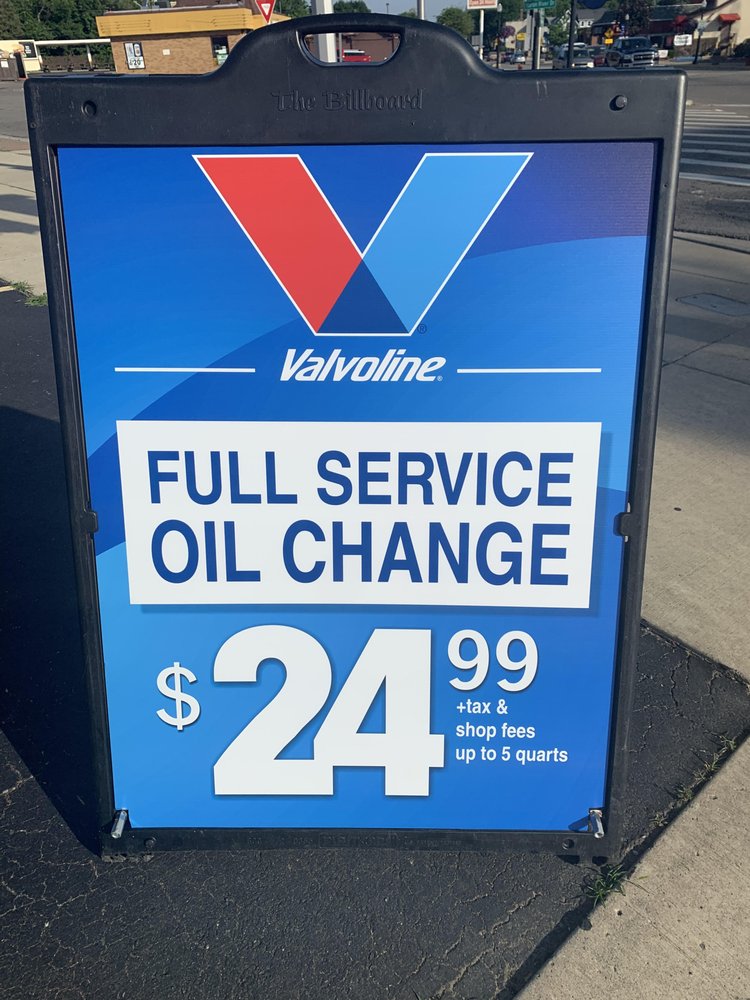 The Billboard
Valvoline®
FULL SERVICE
OIL CHANGE
$24 99
+tax &
shop fees
up to 5 quarts